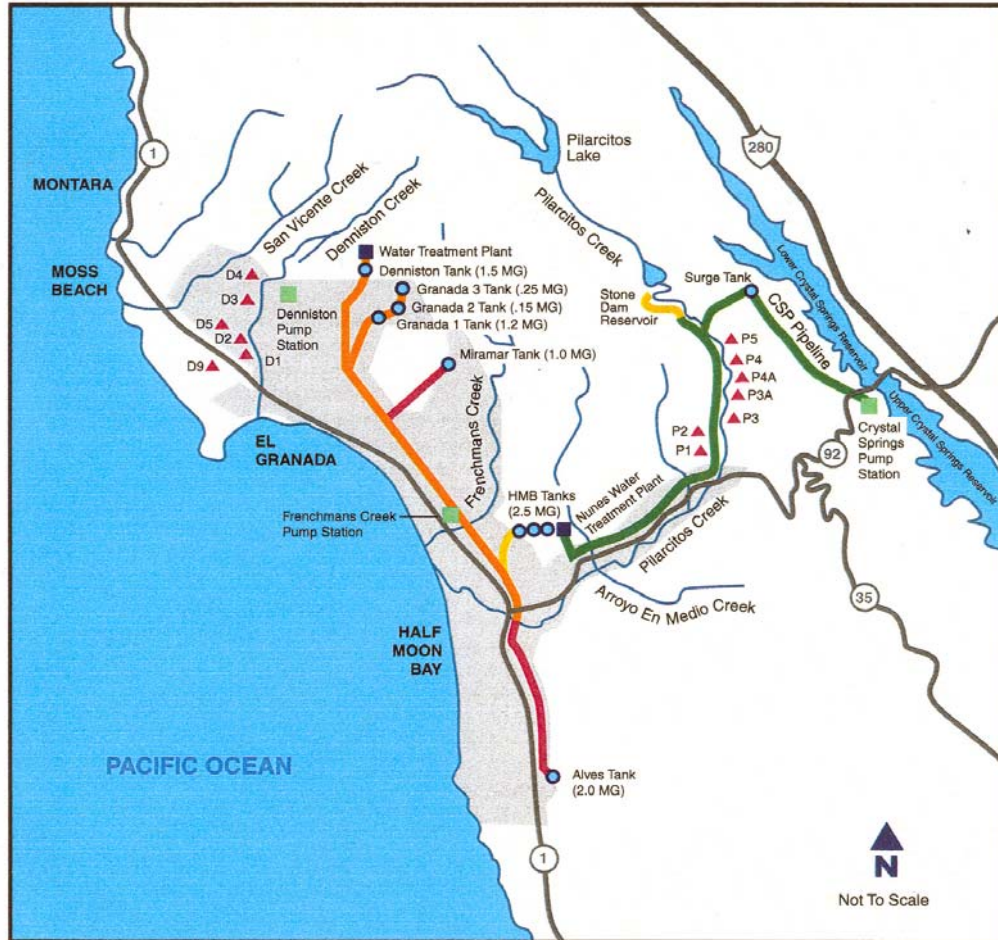 Pilarcitos
Lake
280
1
MONTARA
San Vicente Creek
Denniston Creek
Pilarcitos Creek
Water Treatment Plant
MOSS
BEACH
D4
Denniston Tank (1.5 MG)
Surge Tank
Lower Crystal Springs Reservoir
Granada 3 Tank (.25 MG)
D3
Denniston
Pump
Station
Granada 2 Tank (.15 MG)
Stone
Dam
Reservoir
CSP Pipeline
D5
Granada 1 Tank (1.2 MG)
D2
D1
P5
Miramar Tank (1.0 MG)
D9
P4
P4A
P3A
Upper Crystal Springs Reservoir
P3
Crystal
Springs
Pump
Station
EL
GRANADA
Frenchmans Creek
P2
P1
92
HMB Tanks
(2.5 MG)
Nunes Water
Treatment Plant
Frenchmans Creek
Pump Station
Pilarcitos Creek
Arroyo En Medio Creek
35
HALF
MOON
BAY
PACIFIC OCEAN
Alves Tank
(2.0 MG)
1
N
Not To Scale